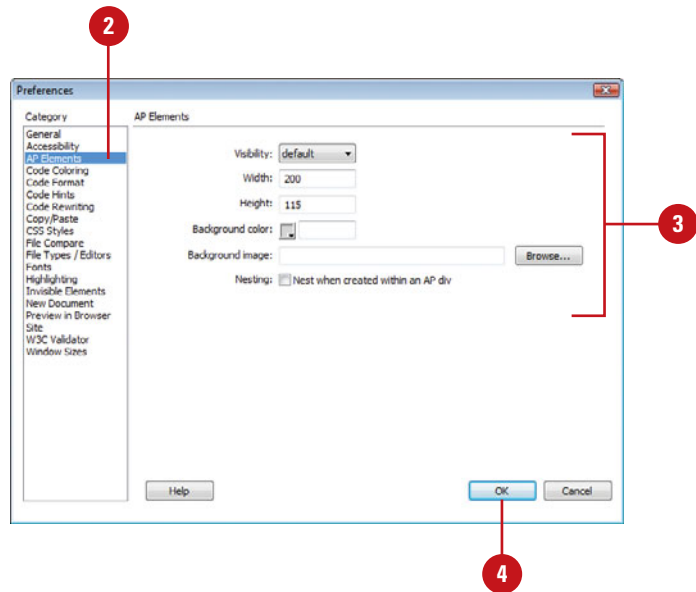 2
Preferences
Category
AP Elements
General
Accessibility
AP Elements
Code Coloring
Code Format
Code Hints
Code Rewriting
Copy/Paste
CSS Styles
File Compare
File Types / Editors
Fonts
Highlighting
Invisible Elements
New Document
Preview in Browser
Site
W3C Validator
Window Sizes
Visibility: default
Width: 200
Height: 115
Background color:
Background image: Browse...
Nesting: Nest when created within an AP div
3
Help OK Cancel
4